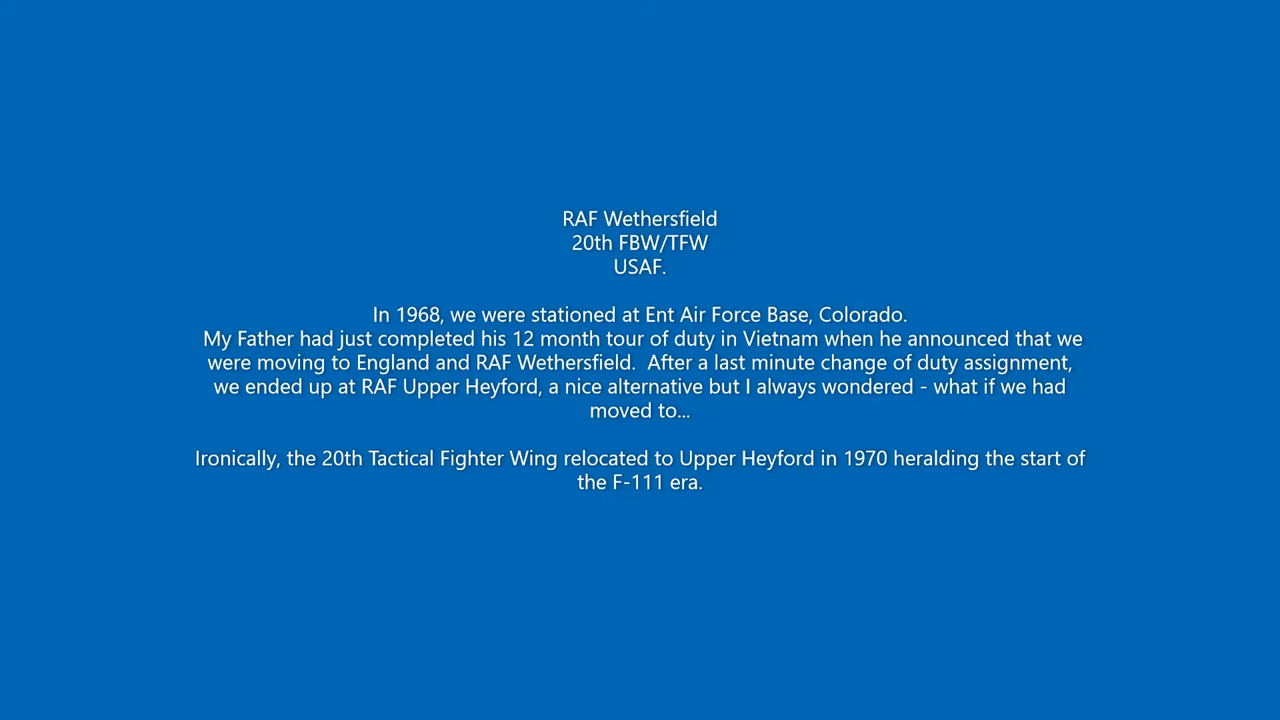 RAF Wethersfield
20th FBW/TFW
USAF.
In 1968, we were stationed at Ent Air Force Base, Colorado.
My Father had just completed his 12 month tour of duty in Vietnam when he announced that we
were moving to England and RAF Wethersfield.  After a last minute change of duty assignment,
we ended up at RAF Upper Heyford, a nice alternative but I always wondered - what if we had
moved to...
Ironically, the 20th Tactical Fighter Wing relocated to Upper Heyford in 1970 heralding the start of
the F-111 era.